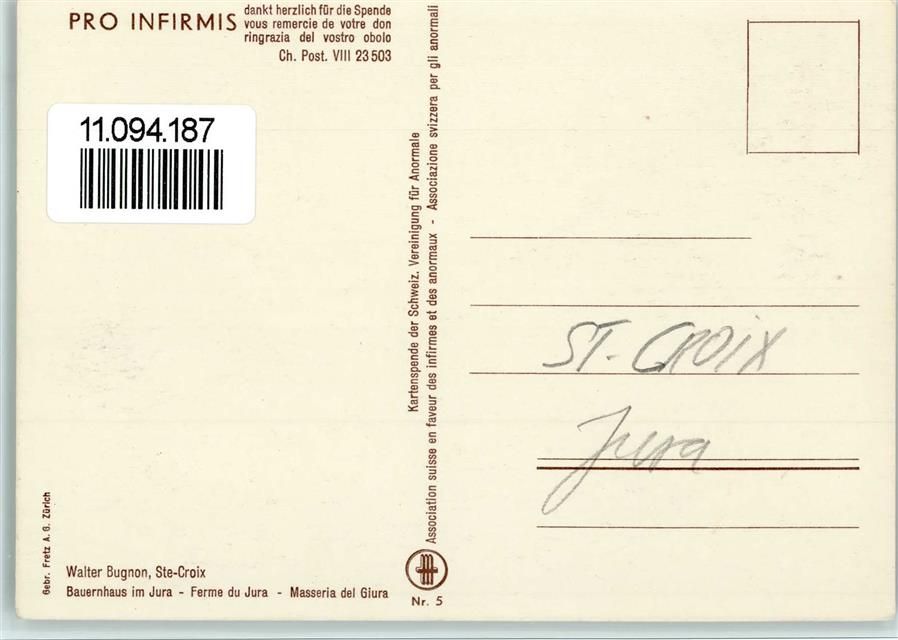 PRO INFIRMIS
dankt herzlich für die Spende
vous remercie de votre don
ringrazia del vostro obolo
Ch. Post. VIII 23503
11.094.187
Kartenspende der Schweiz. Vereinigung für Anormale
Association suisse en faveur des infirmes et des anormaux - Associazione svizzera per gli anormali
ST-CROIX
Jura
Gebr. Fretz A. G. Zürich
Walter Bugnon, Ste-Croix
Bauernhaus im Jura - Ferme du Jura - Masseria del Giura
Nr. 5